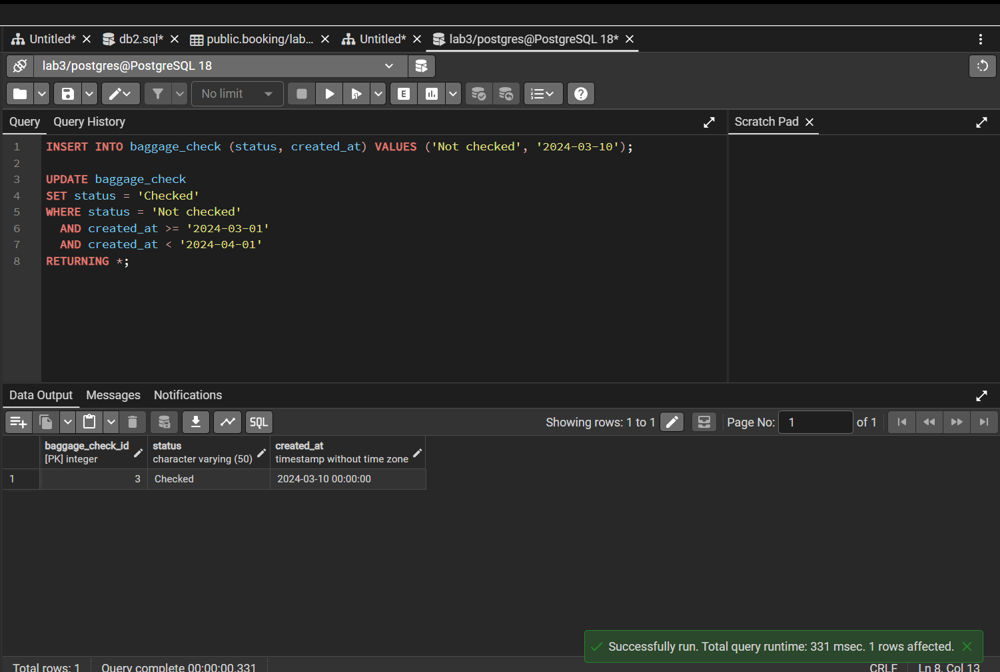 Untitled* db2.sql* public.booking/lab... Untitled* lab3/postgres@PostgreSQL 18*
lab3/postgres@PostgreSQL 18
No limit E
Query Query History Scratch Pad
1 INSERT INTO baggage_check (status, created_at) VALUES ('Not checked', '2024-03-10');
2
3 UPDATE baggage_check
4 SET status = 'Checked'
5 WHERE status = 'Not checked'
6 AND created_at >= '2024-03-01'
7 AND created_at < '2024-04-01'
8 RETURNING *;
Data Output Messages Notifications
SQL Showing rows: 1 to 1 Page No: 1 of 1
baggage_check_id status created_at
[PK] integer character varying (50) timestamp without time zone
1 3 Checked 2024-03-10 00:00:00
Successfully run. Total query runtime: 331 msec. 1 rows affected.
Total rows: 1 Query complete 00:00:00.331 CRLF Ln 8, Col 13